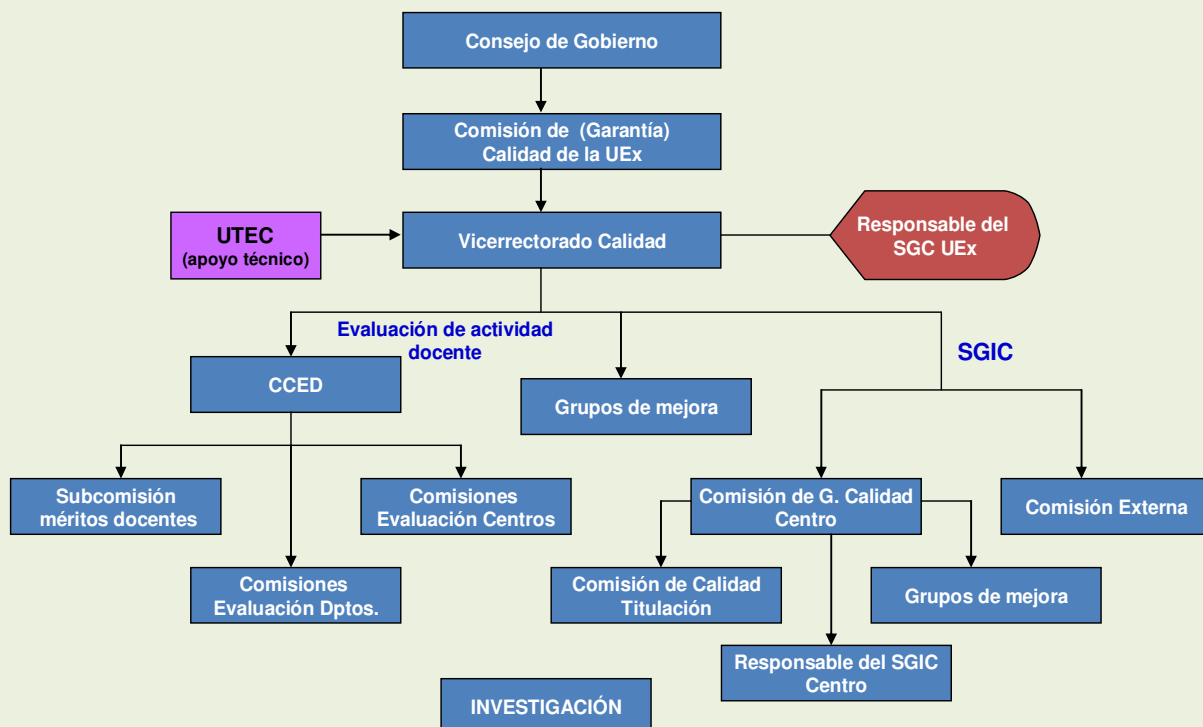 Consejo de Gobierno
Comisión de (Garantía)
Calidad de la UEx
UTEC
(apoyo técnico)
Vicerrectorado Calidad
Responsable del
SGC UEx
Evaluación de actividad
docente
SGIC
CCED
Grupos de mejora
Subcomisión
méritos docentes
Comisiones
Evaluación Centros
Comisión de G. Calidad
Centro
Comisión Externa
Comisiones
Evaluación Dptos.
Comisión de Calidad
Titulación
Grupos de mejora
Responsable del SGIC
Centro
INVESTIGACIÓN